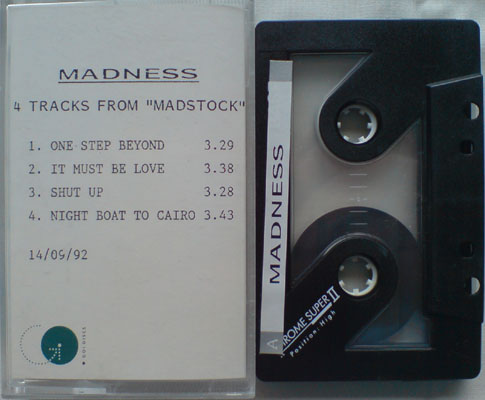 MADNESS
4 TRACKS FROM "MADSTOCK"
1. ONE STEP BEYOND 3.29
2. IT MUST BE LOVE 3.38
3. SHUT UP 3.28
4. NIGHT BOAT TO CAIRO 3.43
14/09/92
MADNESS
A
CHROME SUPER II
Position: High